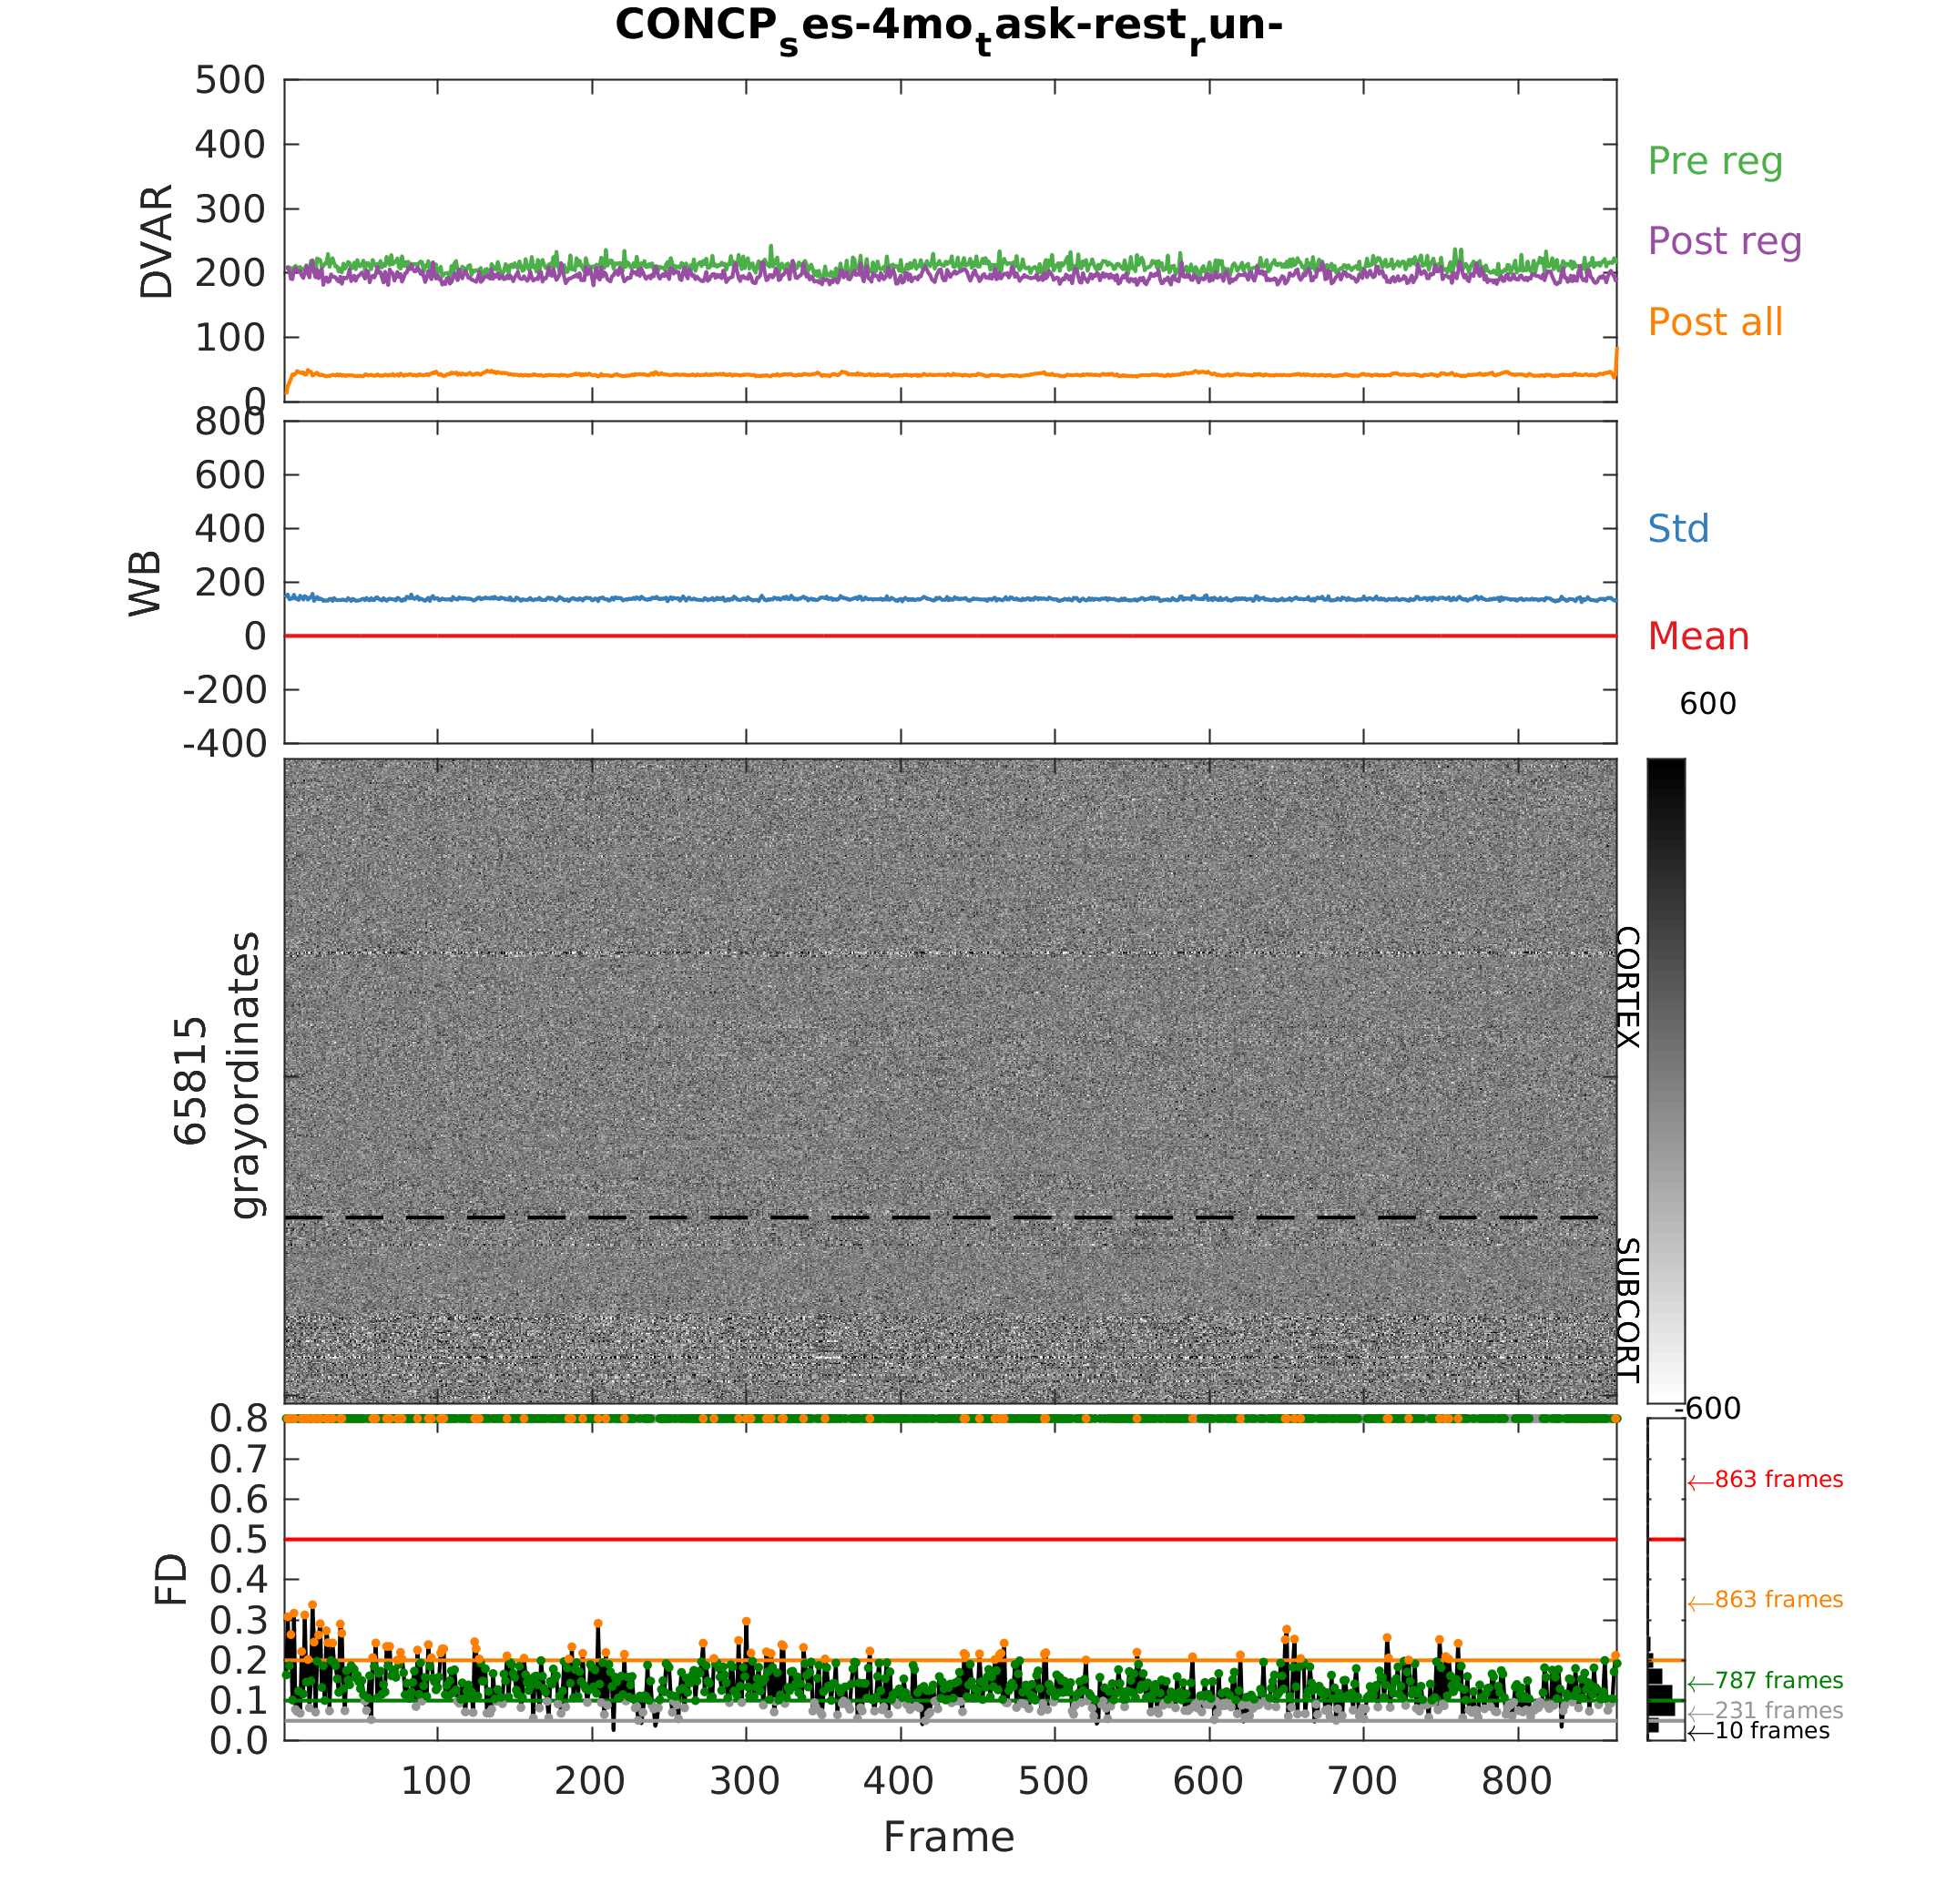 CONCPses-4motask-restrun-
500
400
300
200
100
0
DVAR
Pre reg
Post reg
Post all
800
600
400
200
0
-200
-400
WB
Std
Mean
600
65815
grayordinates
CORTEX
SUBCORT
-600
0.8
0.7
0.6
0.5
0.4
0.3
0.2
0.1
0.0
FD
←863 frames
←863 frames
←787 frames
←231 frames
←10 frames
100 200 300 400 500 600 700 800
Frame